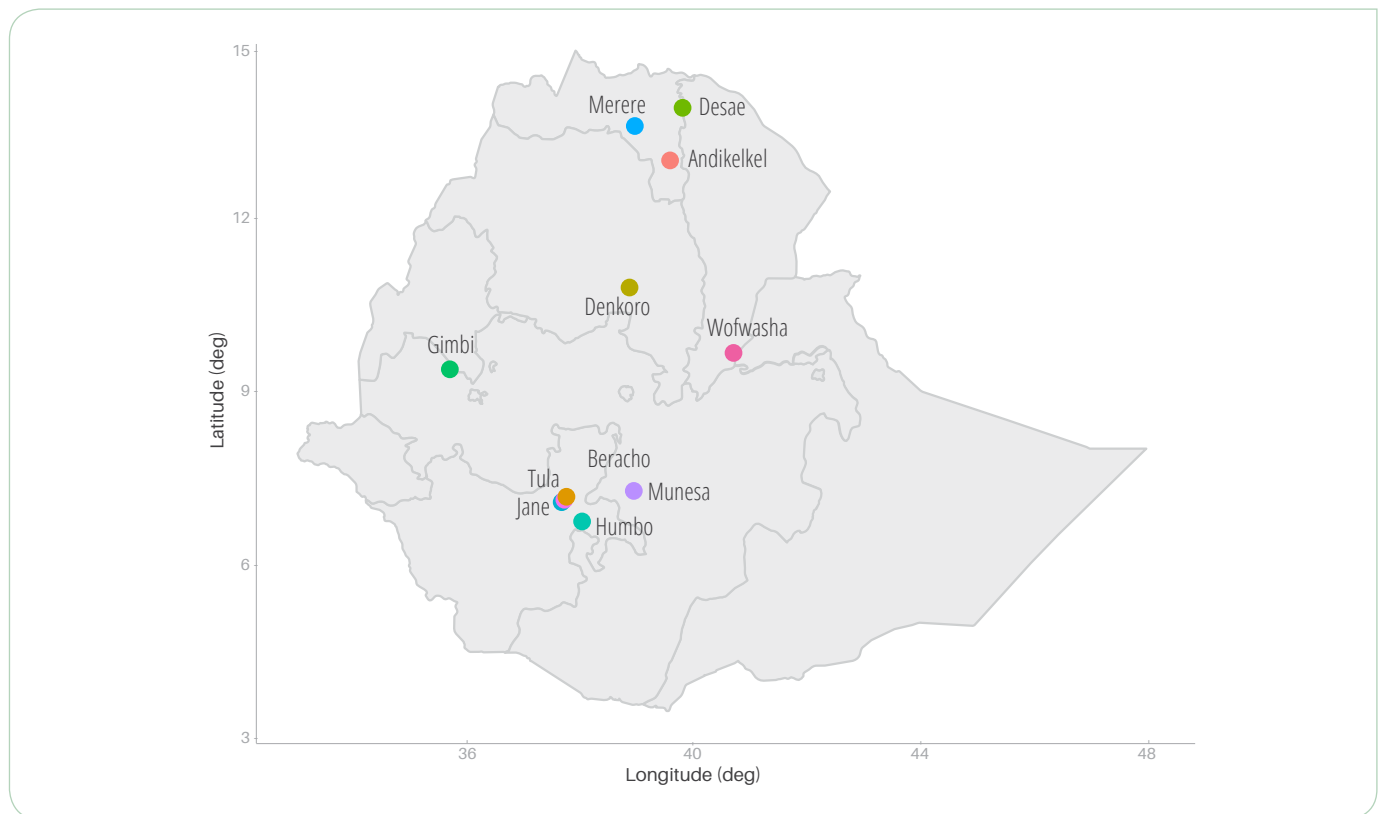 15
Merere
Desae
Andikelkel
12
Denkoro
Wofwasha
Gimbi
9
Latitude (deg)
Beracho
Tula
Munesa
Jane
Humbo
6
3
36
40
44
48
Longitude (deg)